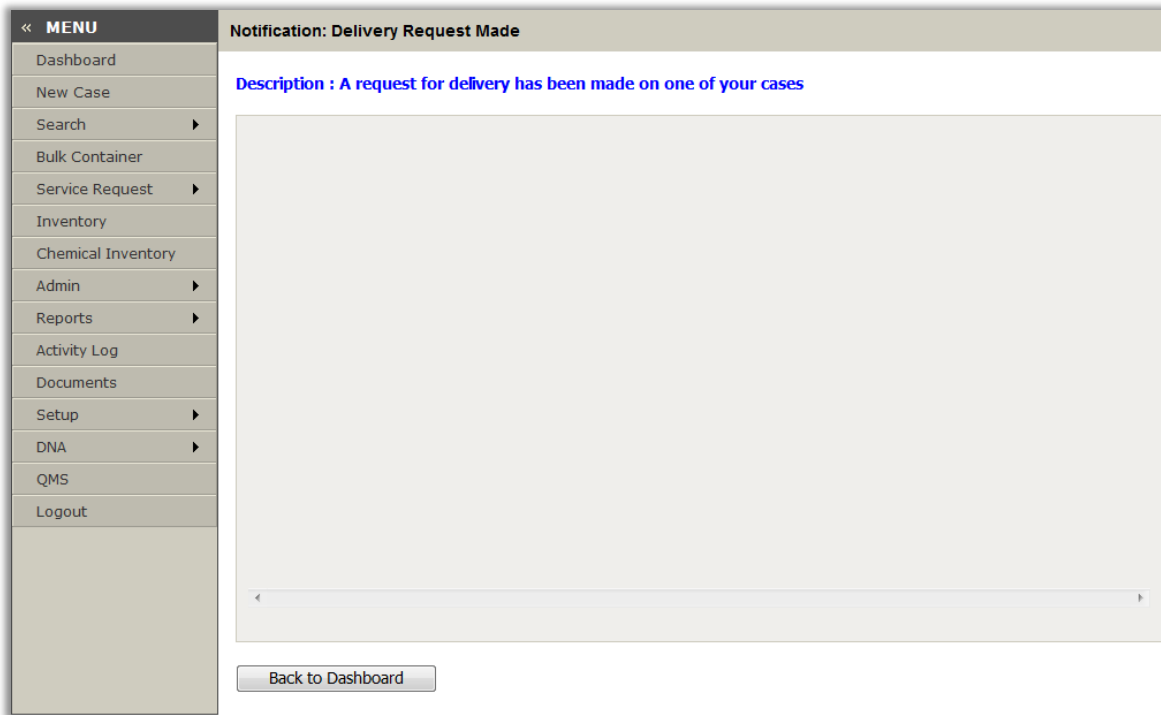 « MENU
Dashboard
New Case
Search
Bulk Container
Service Request
Inventory
Chemical Inventory
Admin
Reports
Activity Log
Documents
Setup
DNA
QMS
Logout
Notification: Delivery Request Made
Description : A request for delivery has been made on one of your cases
Back to Dashboard